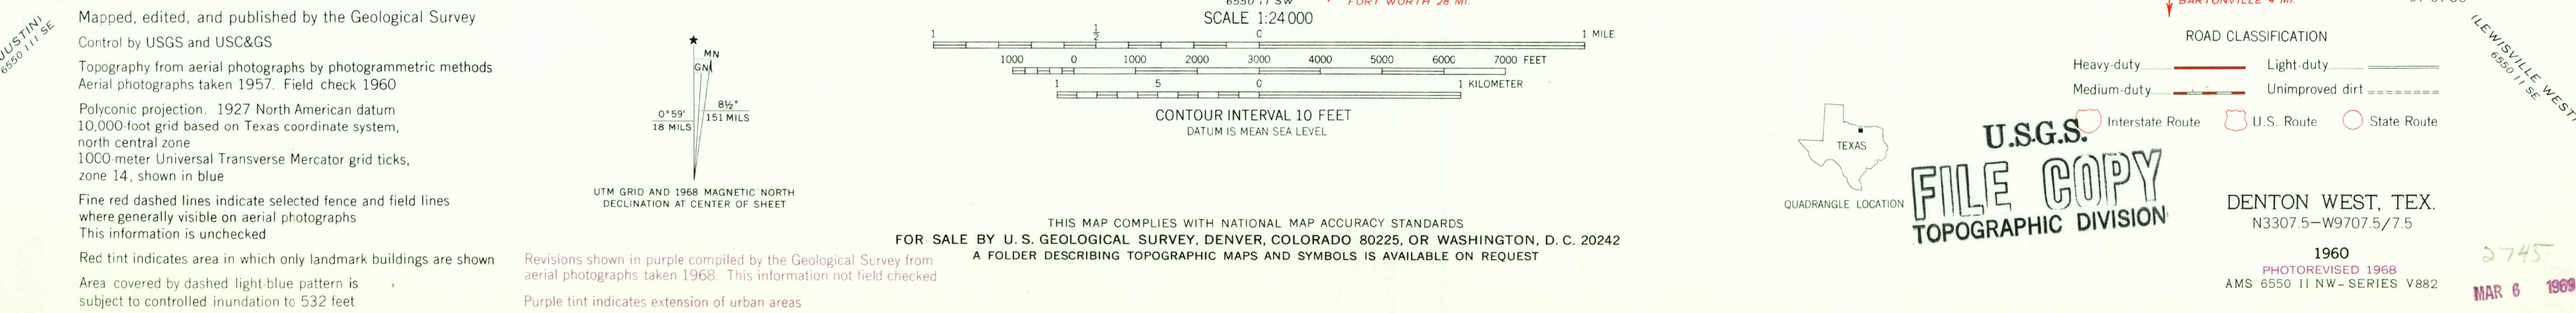 JUSTIN)
6550 III SE
Mapped, edited, and published by the Geological Survey
Control by USGS and USC&GS
Topography from aerial photographs by photogrammetric methods
Aerial photographs taken 1957. Field check 1960
Polyconic projection. 1927 North American datum
10,000-foot grid based on Texas coordinate system,
north central zone
1000-meter Universal Transverse Mercator grid ticks,
zone 14, shown in blue
Fine red dashed lines indicate selected fence and field lines
where generally visible on aerial photographs
This information is unchecked
Red tint indicates area in which only landmark buildings are shown
Area covered by dashed light-blue pattern is
subject to controlled inundation to 532 feet
MN
GN
0°59'
18 MILS
8½°
151 MILS
UTM GRID AND 1968 MAGNETIC NORTH
DECLINATION AT CENTER OF SHEET
Revisions shown in purple compiled by the Geological Survey from
aerial photographs taken 1968. This information not field checked
Purple tint indicates extension of urban areas
6550 II SW
FORT WORTH 28 MI.
SCALE 1:24000
1 ½ 0 1 MILE
1000 0 1000 2000 3000 4000 5000 6000 7000 FEET
1 .5 0 1 KILOMETER
CONTOUR INTERVAL 10 FEET
DATUM IS MEAN SEA LEVEL
THIS MAP COMPLIES WITH NATIONAL MAP ACCURACY STANDARDS
FOR SALE BY U. S. GEOLOGICAL SURVEY, DENVER, COLORADO 80225, OR WASHINGTON, D. C. 20242
A FOLDER DESCRIBING TOPOGRAPHIC MAPS AND SYMBOLS IS AVAILABLE ON REQUEST
TEXAS
QUADRANGLE LOCATION
U.S.G.S.
FILE COPY
TOPOGRAPHIC DIVISION
BARTONVILLE 4 MI.
ROAD CLASSIFICATION
Heavy-duty Light-duty
Medium-duty Unimproved dirt
Interstate Route U.S. Route State Route
(LEWISVILLE WEST)
6550 II SE
DENTON WEST, TEX.
N3307.5—W9707.5/7.5
1960
PHOTOREVISED 1968
AMS 6550 II NW—SERIES V882
2745
MAR 6 1969